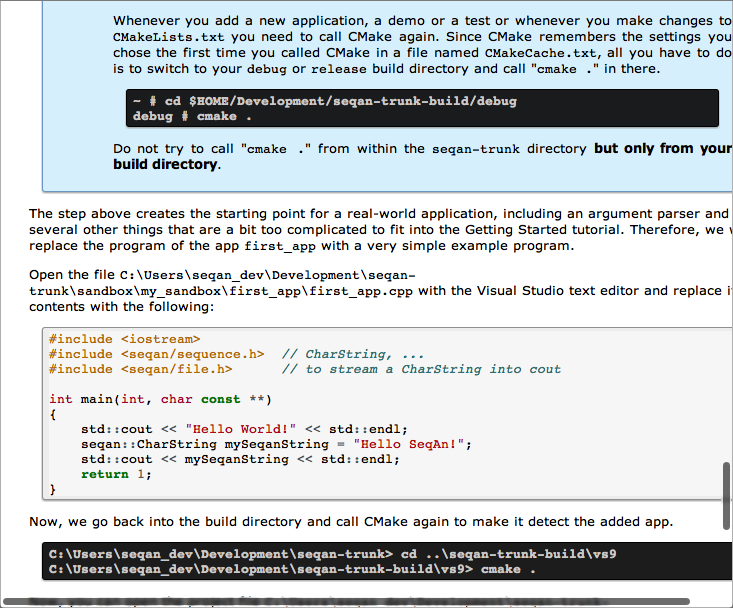 Whenever you add a new application, a demo or a test or whenever you make changes to
CMakeLists.txt you need to call CMake again. Since CMake remembers the settings you
chose the first time you called CMake in a file named CMakeCache.txt, all you have to do
is to switch to your debug or release build directory and call "cmake ." in there.
~ # cd $HOME/Development/seqan-trunk-build/debug
debug # cmake .
Do not try to call "cmake ." from within the seqan-trunk directory but only from your
build directory.
The step above creates the starting point for a real-world application, including an argument parser and
several other things that are a bit too complicated to fit into the Getting Started tutorial. Therefore, we
replace the program of the app first_app with a very simple example program.
Open the file C:\Users\seqan_dev\Development\seqan-
trunk\sandbox\my_sandbox\first_app\first_app.cpp with the Visual Studio text editor and replace
contents with the following:
#include <iostream>
#include <seqan/sequence.h>  // CharString, ...
#include <seqan/file.h>      // to stream a CharString into cout
int main(int, char const **)
{
    std::cout << "Hello World!" << std::endl;
    seqan::CharString mySeqanString = "Hello SeqAn!";
    std::cout << mySeqanString << std::endl;
    return 1;
}
Now, we go back into the build directory and call CMake again to make it detect the added app.
C:\Users\seqan_dev\Development\seqan-trunk> cd ..\seqan-trunk-build\vs9
C:\Users\seqan_dev\Development\seqan-trunk-build\vs9> cmake .